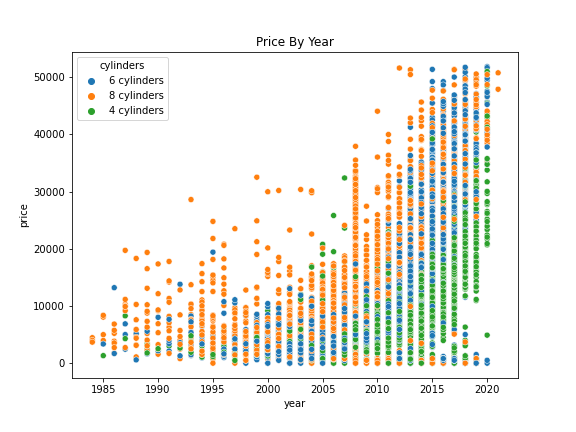 Price By Year
cylinders
6 cylinders
8 cylinders
4 cylinders
50000
40000
30000
20000
10000
0
price
1985 1990 1995 2000 2005 2010 2015 2020
year